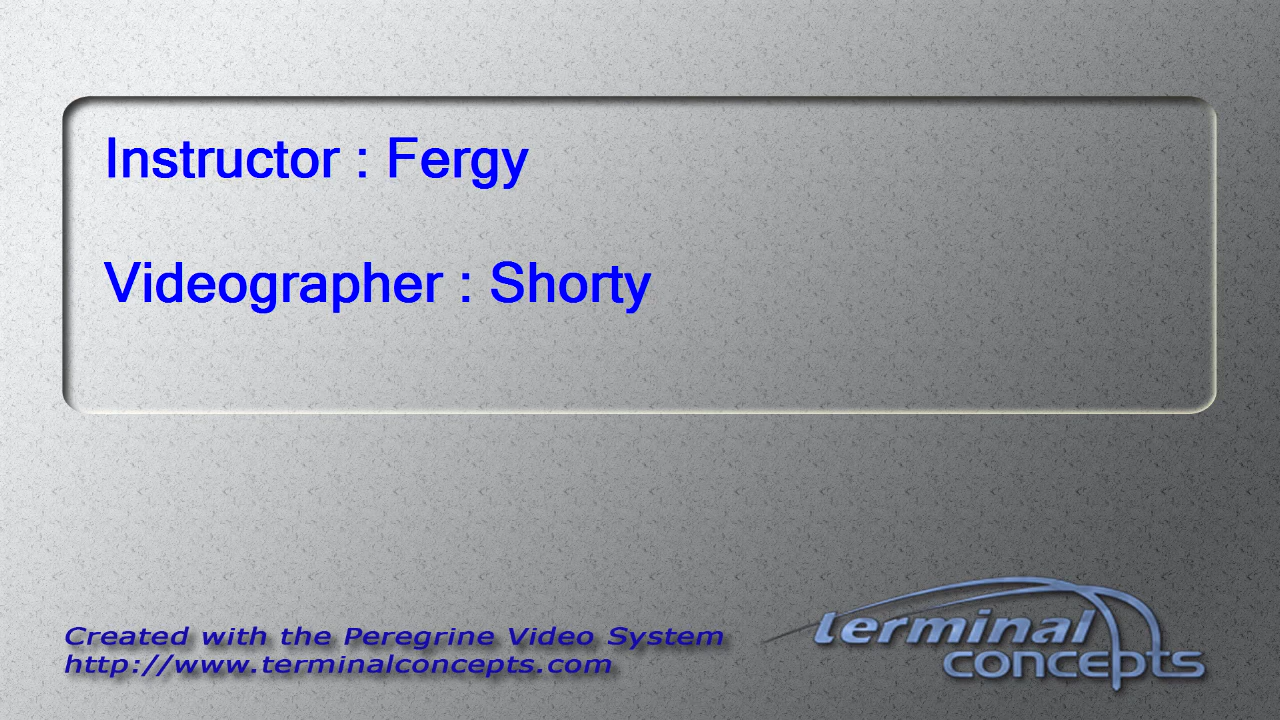 Instructor : Fergy
Videographer : Shorty
Created with the Peregrine Video System
http://www.terminalconcepts.com
terminal
concepts